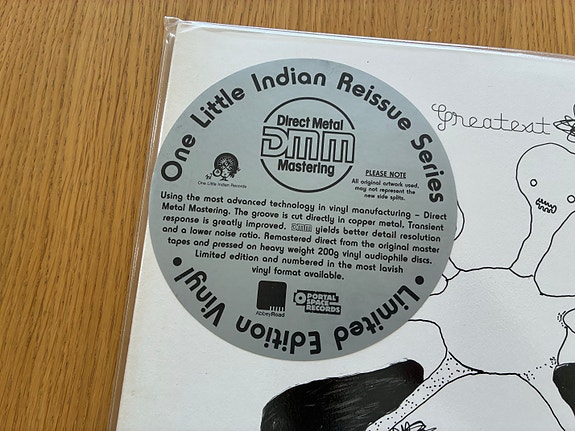 One Little Indian Reissue Series
Direct Metal
DMM
Mastering
One Little Indian Records
PLEASE NOTE
All original artwork used,
may not represent the
new side splits.
Using the most advanced technology in vinyl manufacturing – Direct
Metal Mastering. The groove is cut directly in copper metal, Transient
response is greatly improved. yields better detail resolution
and a lower noise ratio. Remastered direct from the original master
tapes and pressed on heavy weight 200g vinyl audiophile discs.
Limited edition and numbered in the most lavish
vinyl format available.
AbbeyRoad
PORTAL
SPACE
RECORDS
• Limited Edition Vinyl •
Greatest